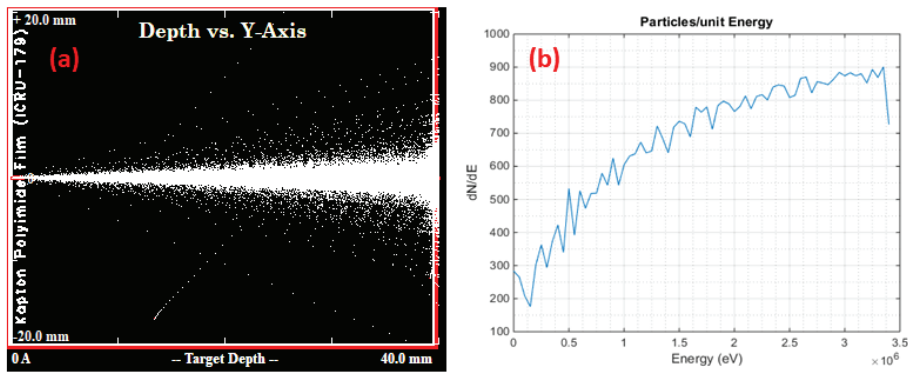 +20.0 mm
Depth vs. Y-Axis
(a)
Kapton Polyimide Film (ICRU-179)
-20.0 mm
0 A
-- Target Depth --
40.0 mm
Particles/unit Energy
(b)
1000
900
800
700
600
500
400
300
200
100
dN/dE
0
0.5
1
1.5
2
2.5
3
3.5
Energy (eV)
× 10⁶